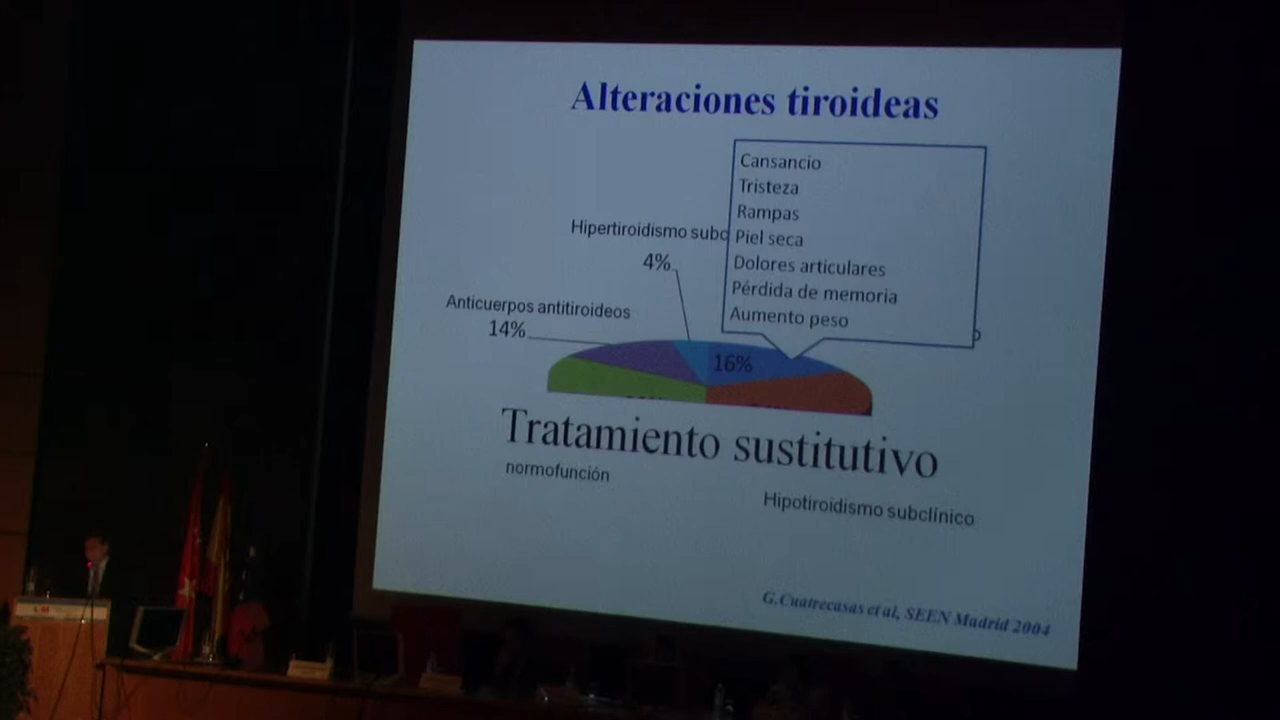 Alteraciones tiroideas
Cansancio
Tristeza
Rampas
Piel seca
Dolores articulares
Pérdida de memoria
Aumento peso
Hipertiroidismo subc
4%
Anticuerpos antitiroideos
14%
16%
Tratamiento sustitutivo
normofunción
Hipotiroidismo subclínico
G.Cuatrecasas et al, SEEN Madrid 2004